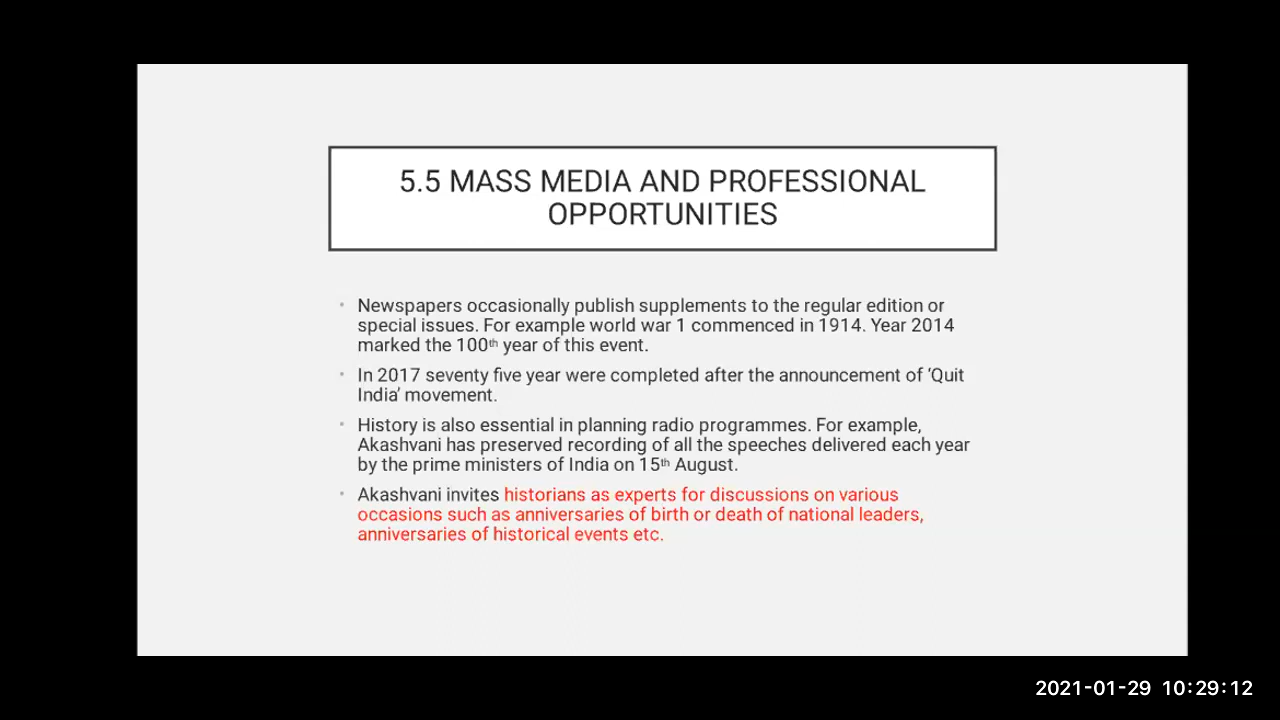 5.5 MASS MEDIA AND PROFESSIONAL
OPPORTUNITIES
• Newspapers occasionally publish supplements to the regular edition or
special issues. For example world war 1 commenced in 1914. Year 2014
marked the 100th year of this event.
• In 2017 seventy five year were completed after the announcement of ‘Quit
India’ movement.
• History is also essential in planning radio programmes. For example,
Akashvani has preserved recording of all the speeches delivered each year
by the prime ministers of India on 15th August.
• Akashvani invites historians as experts for discussions on various
occasions such as anniversaries of birth or death of national leaders,
anniversaries of historical events etc.
2021-01-29 10:29:12